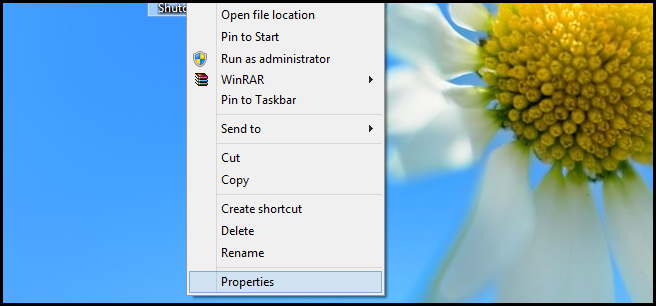 Open file location
Pin to Start
Run as administrator
WinRAR
Pin to Taskbar
Send to
Cut
Copy
Create shortcut
Delete
Rename
Properties